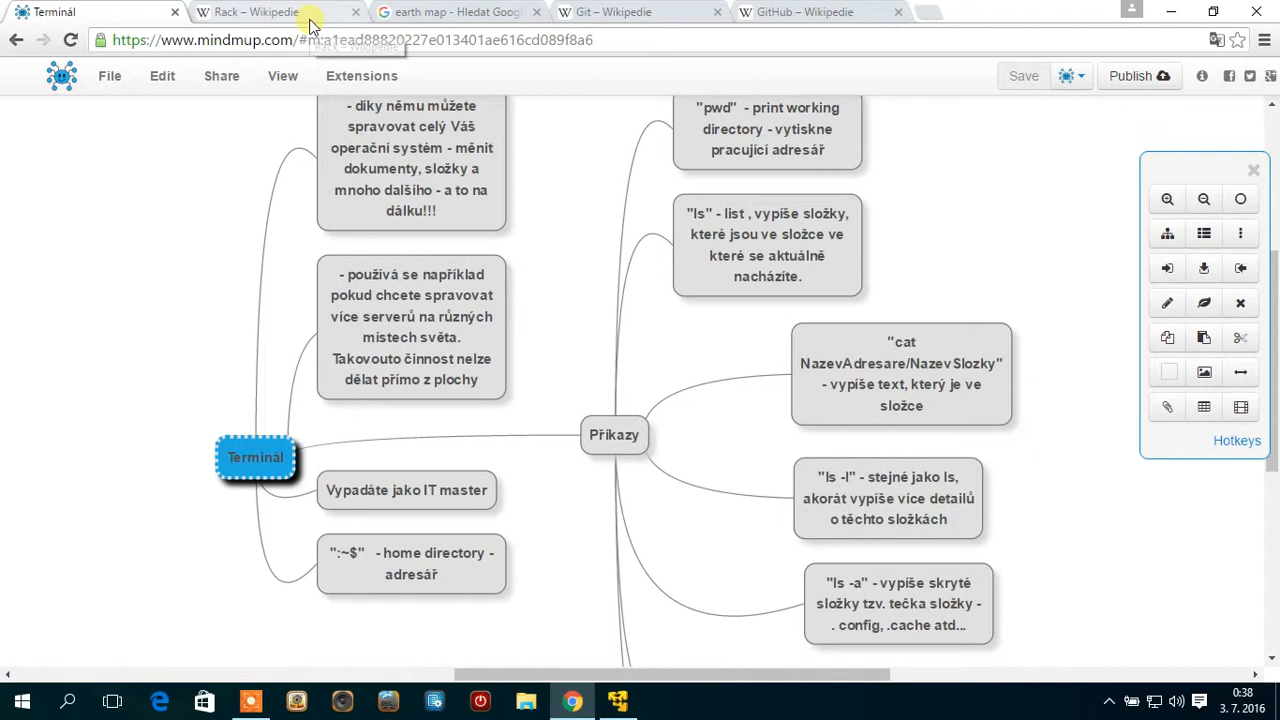 Terminál
Rack – Wikipedie
earth map - Hledat Goog
Git – Wikipedie
GitHub – Wikipedie
https://www.mindmup.com/#m:a1ead88820227e013401ae616cd089f8a6
Rack – Wikipedie
File
Edit
Share
View
Extensions
Save
Publish
- díky němu můžete
spravovat celý Váš
operační systém - měnit
dokumenty, složky a
mnoho dalšího - a to na
dálku!!!
- používá se například
pokud chcete spravovat
více serverů na různých
místech světa.
Takovouto činnost nelze
dělat přímo z plochy
Terminál
Vypadáte jako IT master
":~$" - home directory -
adresář
Příkazy
"pwd" - print working
directory - vytiskne
pracující adresář
"ls" - list , vypíše složky,
které jsou ve složce ve
které se aktuálně
nacházíte.
"cat
NazevAdresare/NazevSlozky"
- vypíše text, který je ve
složce
"ls -l" - stejné jako ls,
akorát vypíše více detailů
o těchto složkách
"ls -a" - vypíše skryté
složky tzv. tečka složky -
. config, .cache atd...
Hotkeys
0:38
3. 7. 2016